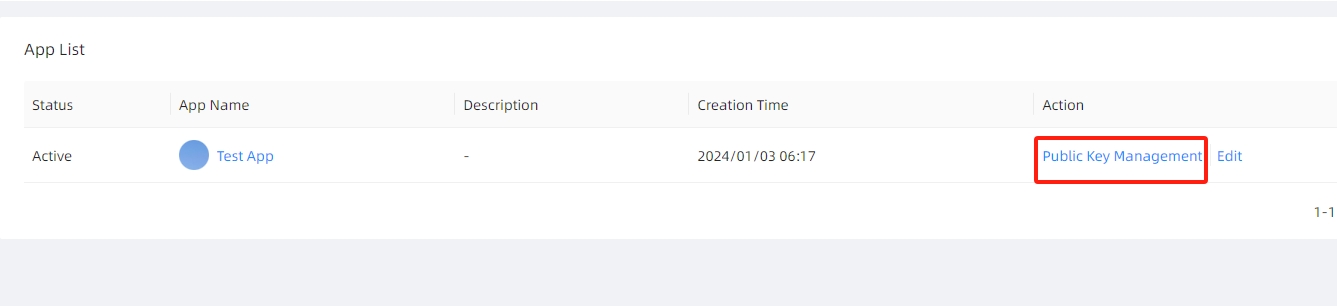 App List
Status App Name Description Creation Time Action
Active Test App - 2024/01/03 06:17 Public Key Management Edit
1-1